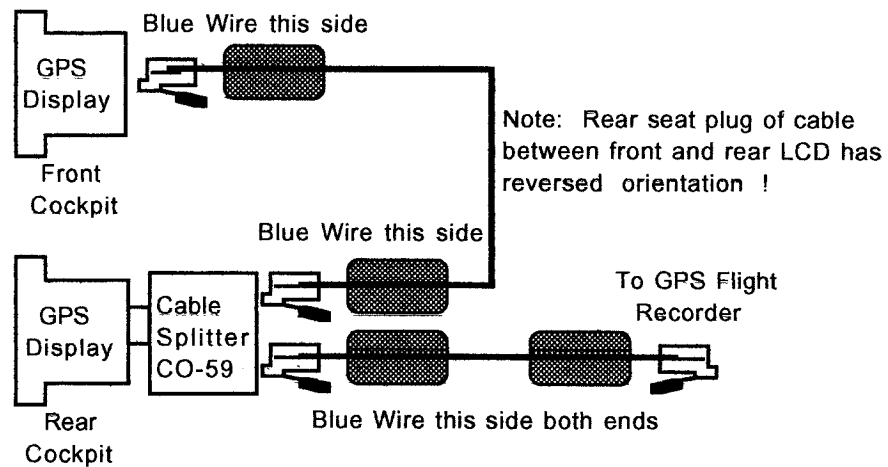 Blue Wire this side
GPS
Display
Front
Cockpit
Note: Rear seat plug of cable
between front and rear LCD has
reversed orientation !
Blue Wire this side
GPS
Display
Cable
Splitter
CO-59
To GPS Flight
Recorder
Blue Wire this side both ends
Rear
Cockpit